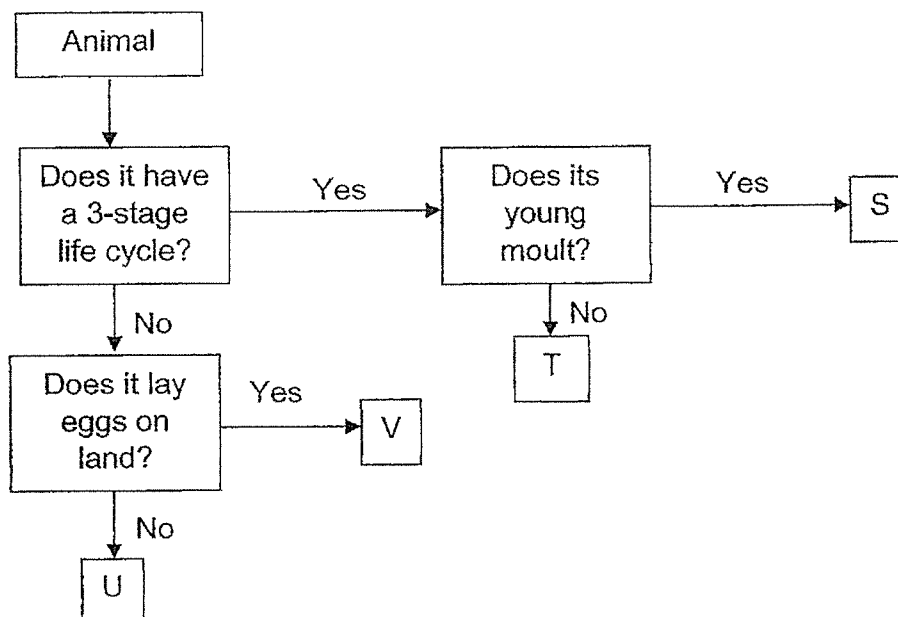 Animal
Does it have
a 3-stage
life cycle?
Yes
Does its
young
moult?
Yes
S
No
T
No
Does it lay
eggs on
land?
Yes
V
No
U